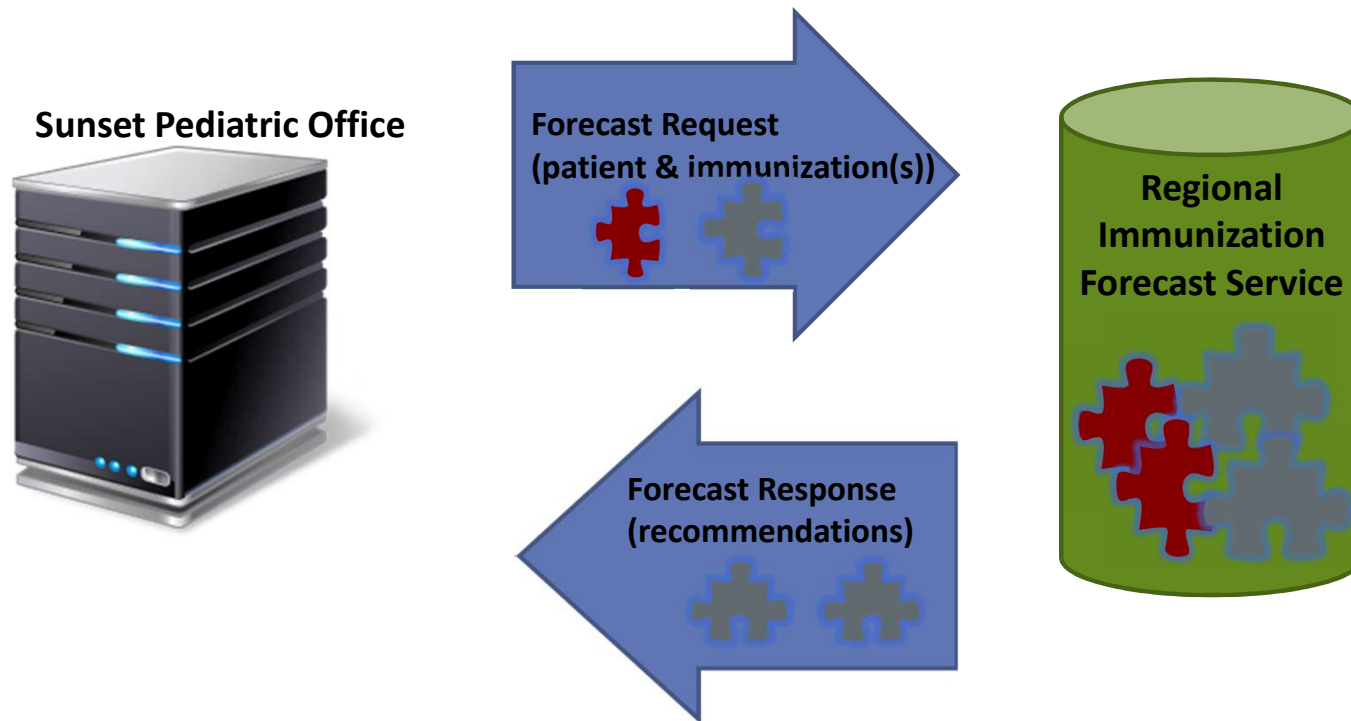 Sunset Pediatric Office
Forecast Request
(patient & immunization(s))
Regional
Immunization
Forecast Service
Forecast Response
(recommendations)